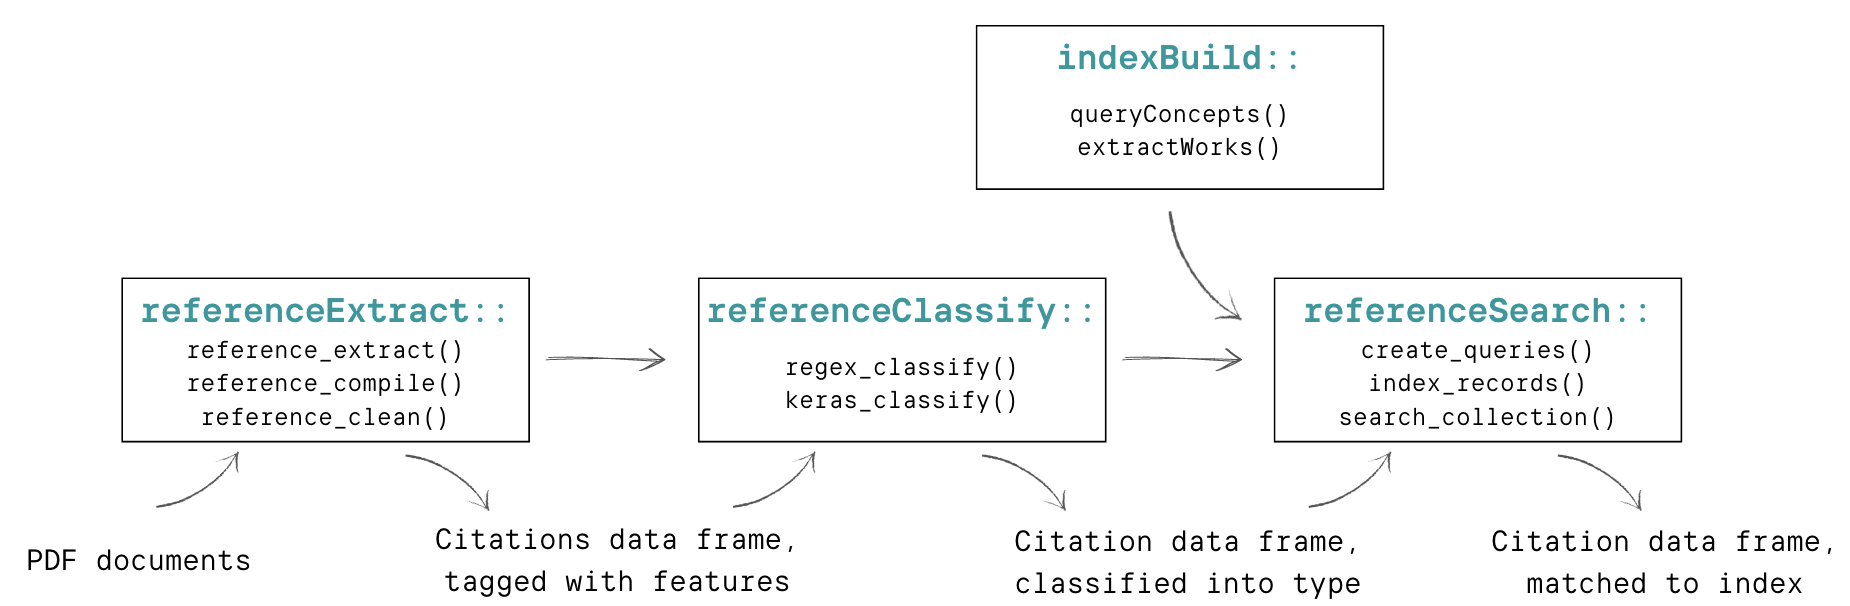 indexBuild::
queryConcepts()
extractWorks()
referenceExtract::
reference_extract()
reference_compile()
reference_clean()
referenceClassify::
regex_classify()
keras_classify()
referenceSearch::
create_queries()
index_records()
search_collection()
PDF documents
Citations data frame,
tagged with features
Citation data frame,
classified into type
Citation data frame,
matched to index